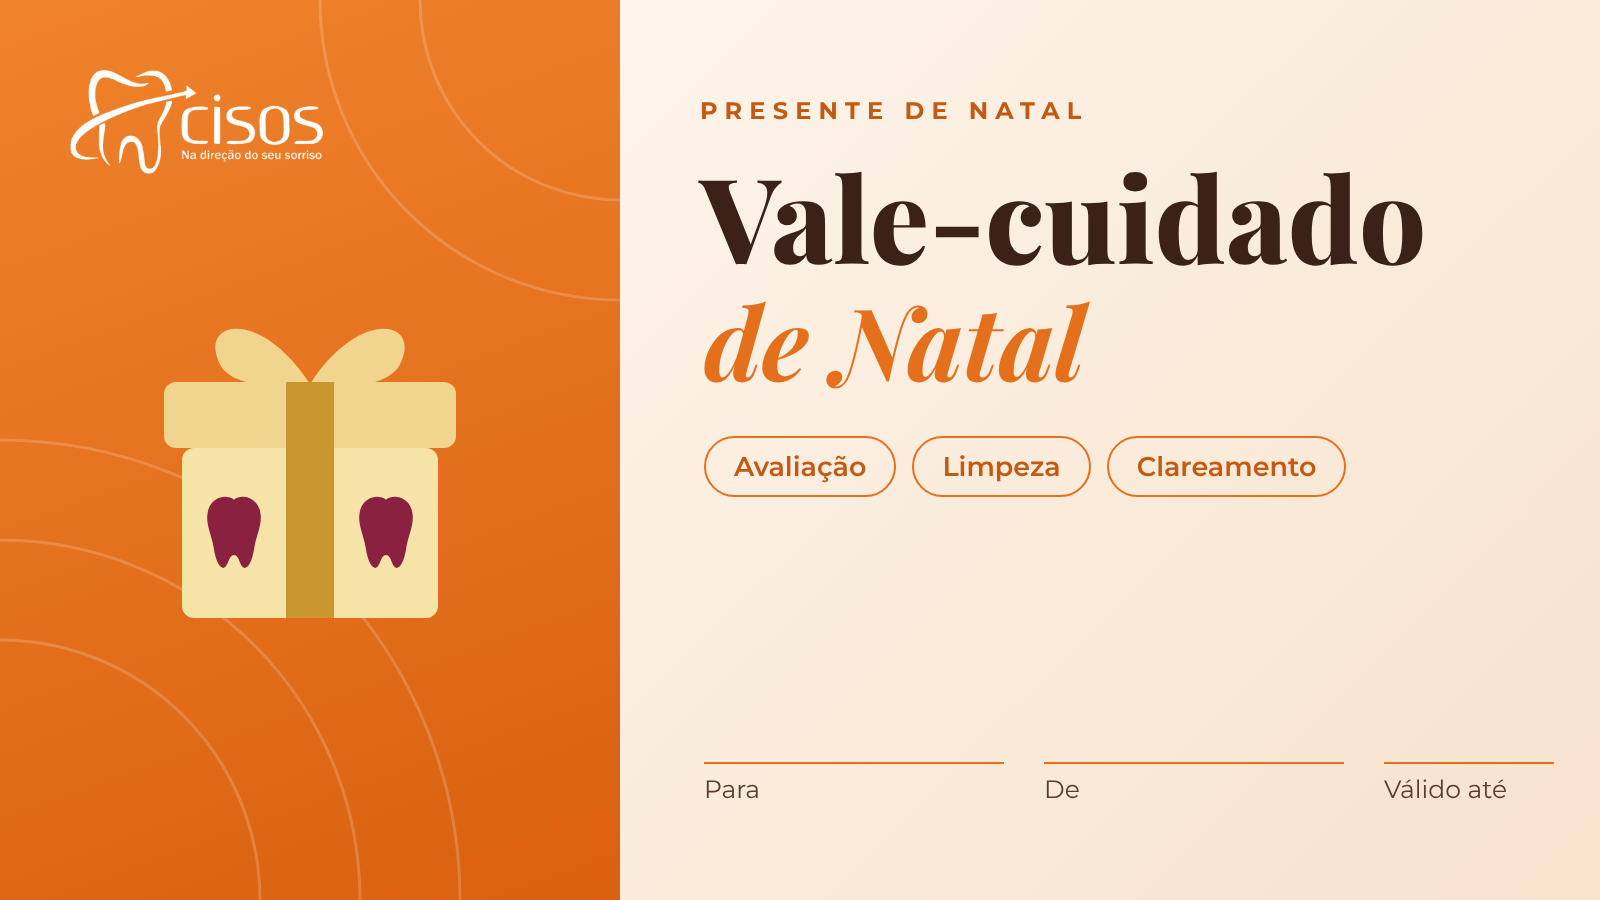 cisos
Na direção do seu sorriso
PRESENTE DE NATAL
Vale-cuidado
de Natal
Avaliação Limpeza Clareamento
Para De Válido até